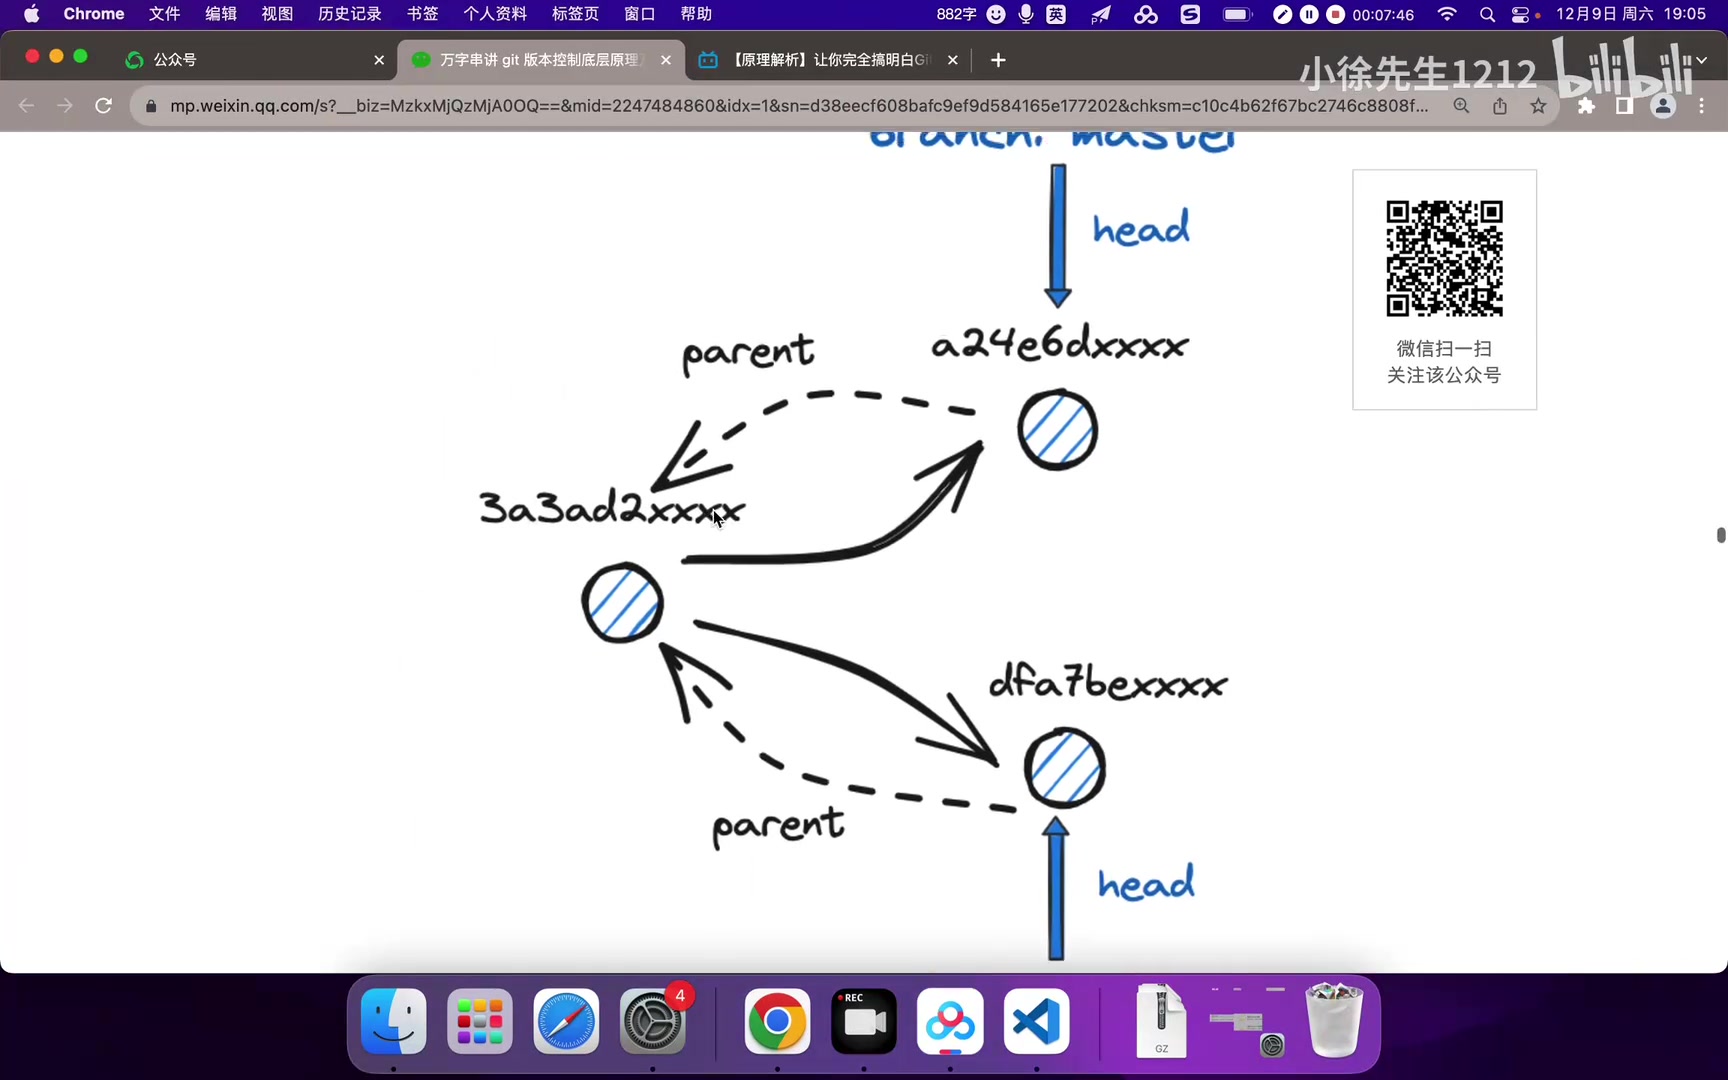 Chrome 文件 编辑 视图 历史记录 书签 个人资料 标签页 窗口 帮助 882字 英 00:07:46 12月9日 周六 19:05
公众号 万字串讲 git 版本控制底层原理 【原理解析】让你完全搞明白Gi
小徐先生1212 bilibili
mp.weixin.qq.com/s?__biz=MzkxMjQzMjA0OQ==&mid=2247484860&idx=1&sn=d38eecf608bafc9ef9d584165e177202&chksm=c10c4b62f67bc2746c8808f...
branch: master
head
微信扫一扫
关注该公众号
a24e6dxxxx
parent
3a3ad2xxxx
dfa7bexxxx
parent
head
4
REC
GZ